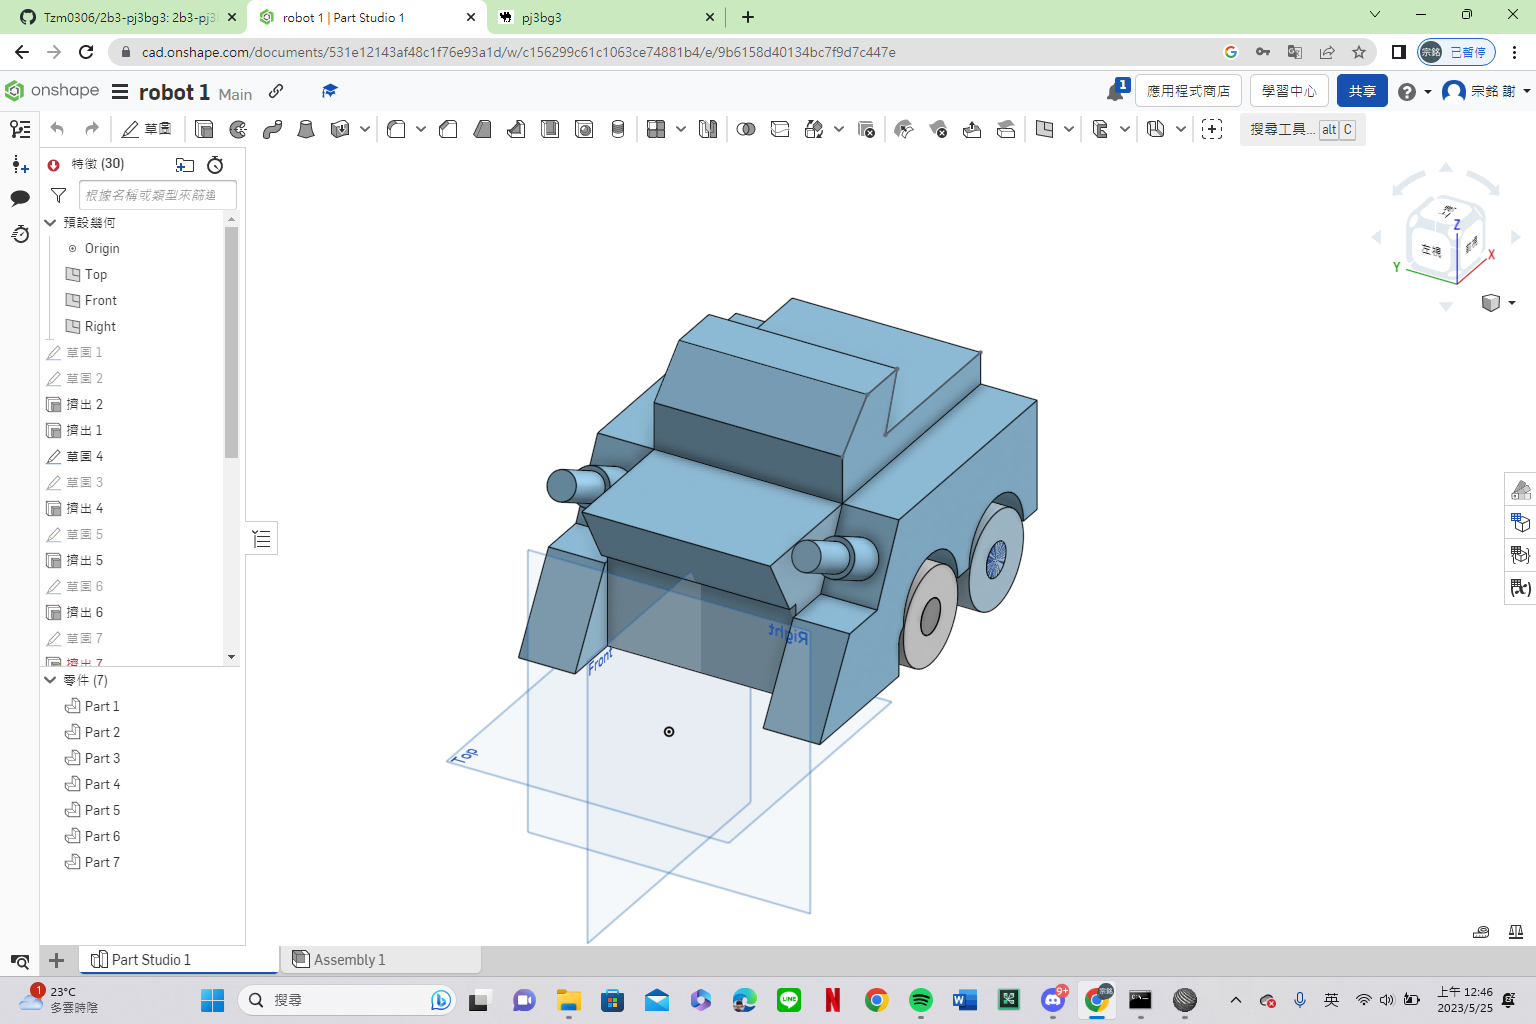 Tzm0306/2b3-pj3bg3: 2b3-pj3
robot 1 | Part Studio 1
pj3bg3
cad.onshape.com/documents/531e12143af48c1f76e93a1d/w/c156299c61c1063ce74881b4/e/9b6158d40134bc7f9d7c447e
宗銘
已暫停
onshape
robot 1 Main
1
應用程式商店
學習中心
共享
宗銘 謝
草圖
搜尋工具... alt C
特徵 (30)
根據名稱或類型來篩選
預設幾何
Origin
Top
Front
Right
草圖 1
草圖 2
擠出 2
擠出 1
草圖 4
草圖 3
擠出 4
草圖 5
擠出 5
草圖 6
擠出 6
草圖 7
擠出 7
零件 (7)
Part 1
Part 2
Part 3
Part 4
Part 5
Part 6
Part 7
Z
左視
X
Y
Right
Front
Top
Part Studio 1
Assembly 1
1
23°C
多雲時陰
搜尋
LINE
N
W
9+
宗銘
英
上午 12:46
2023/5/25